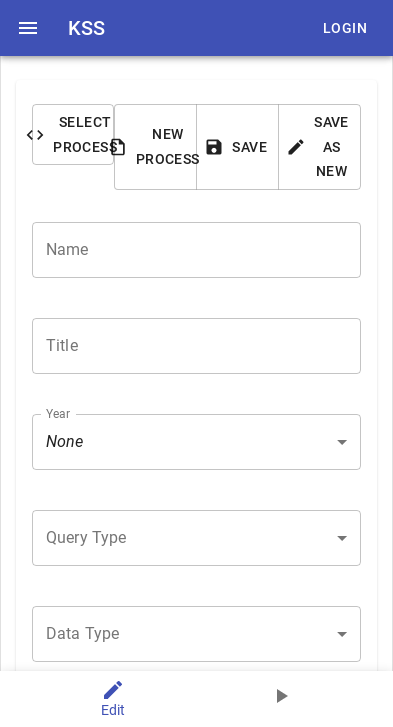 KSS
LOGIN
SELECT
PROCESS
NEW
PROCESS
SAVE
SAVE
AS
NEW
Name
Title
Year
None
Query Type
Data Type
Edit